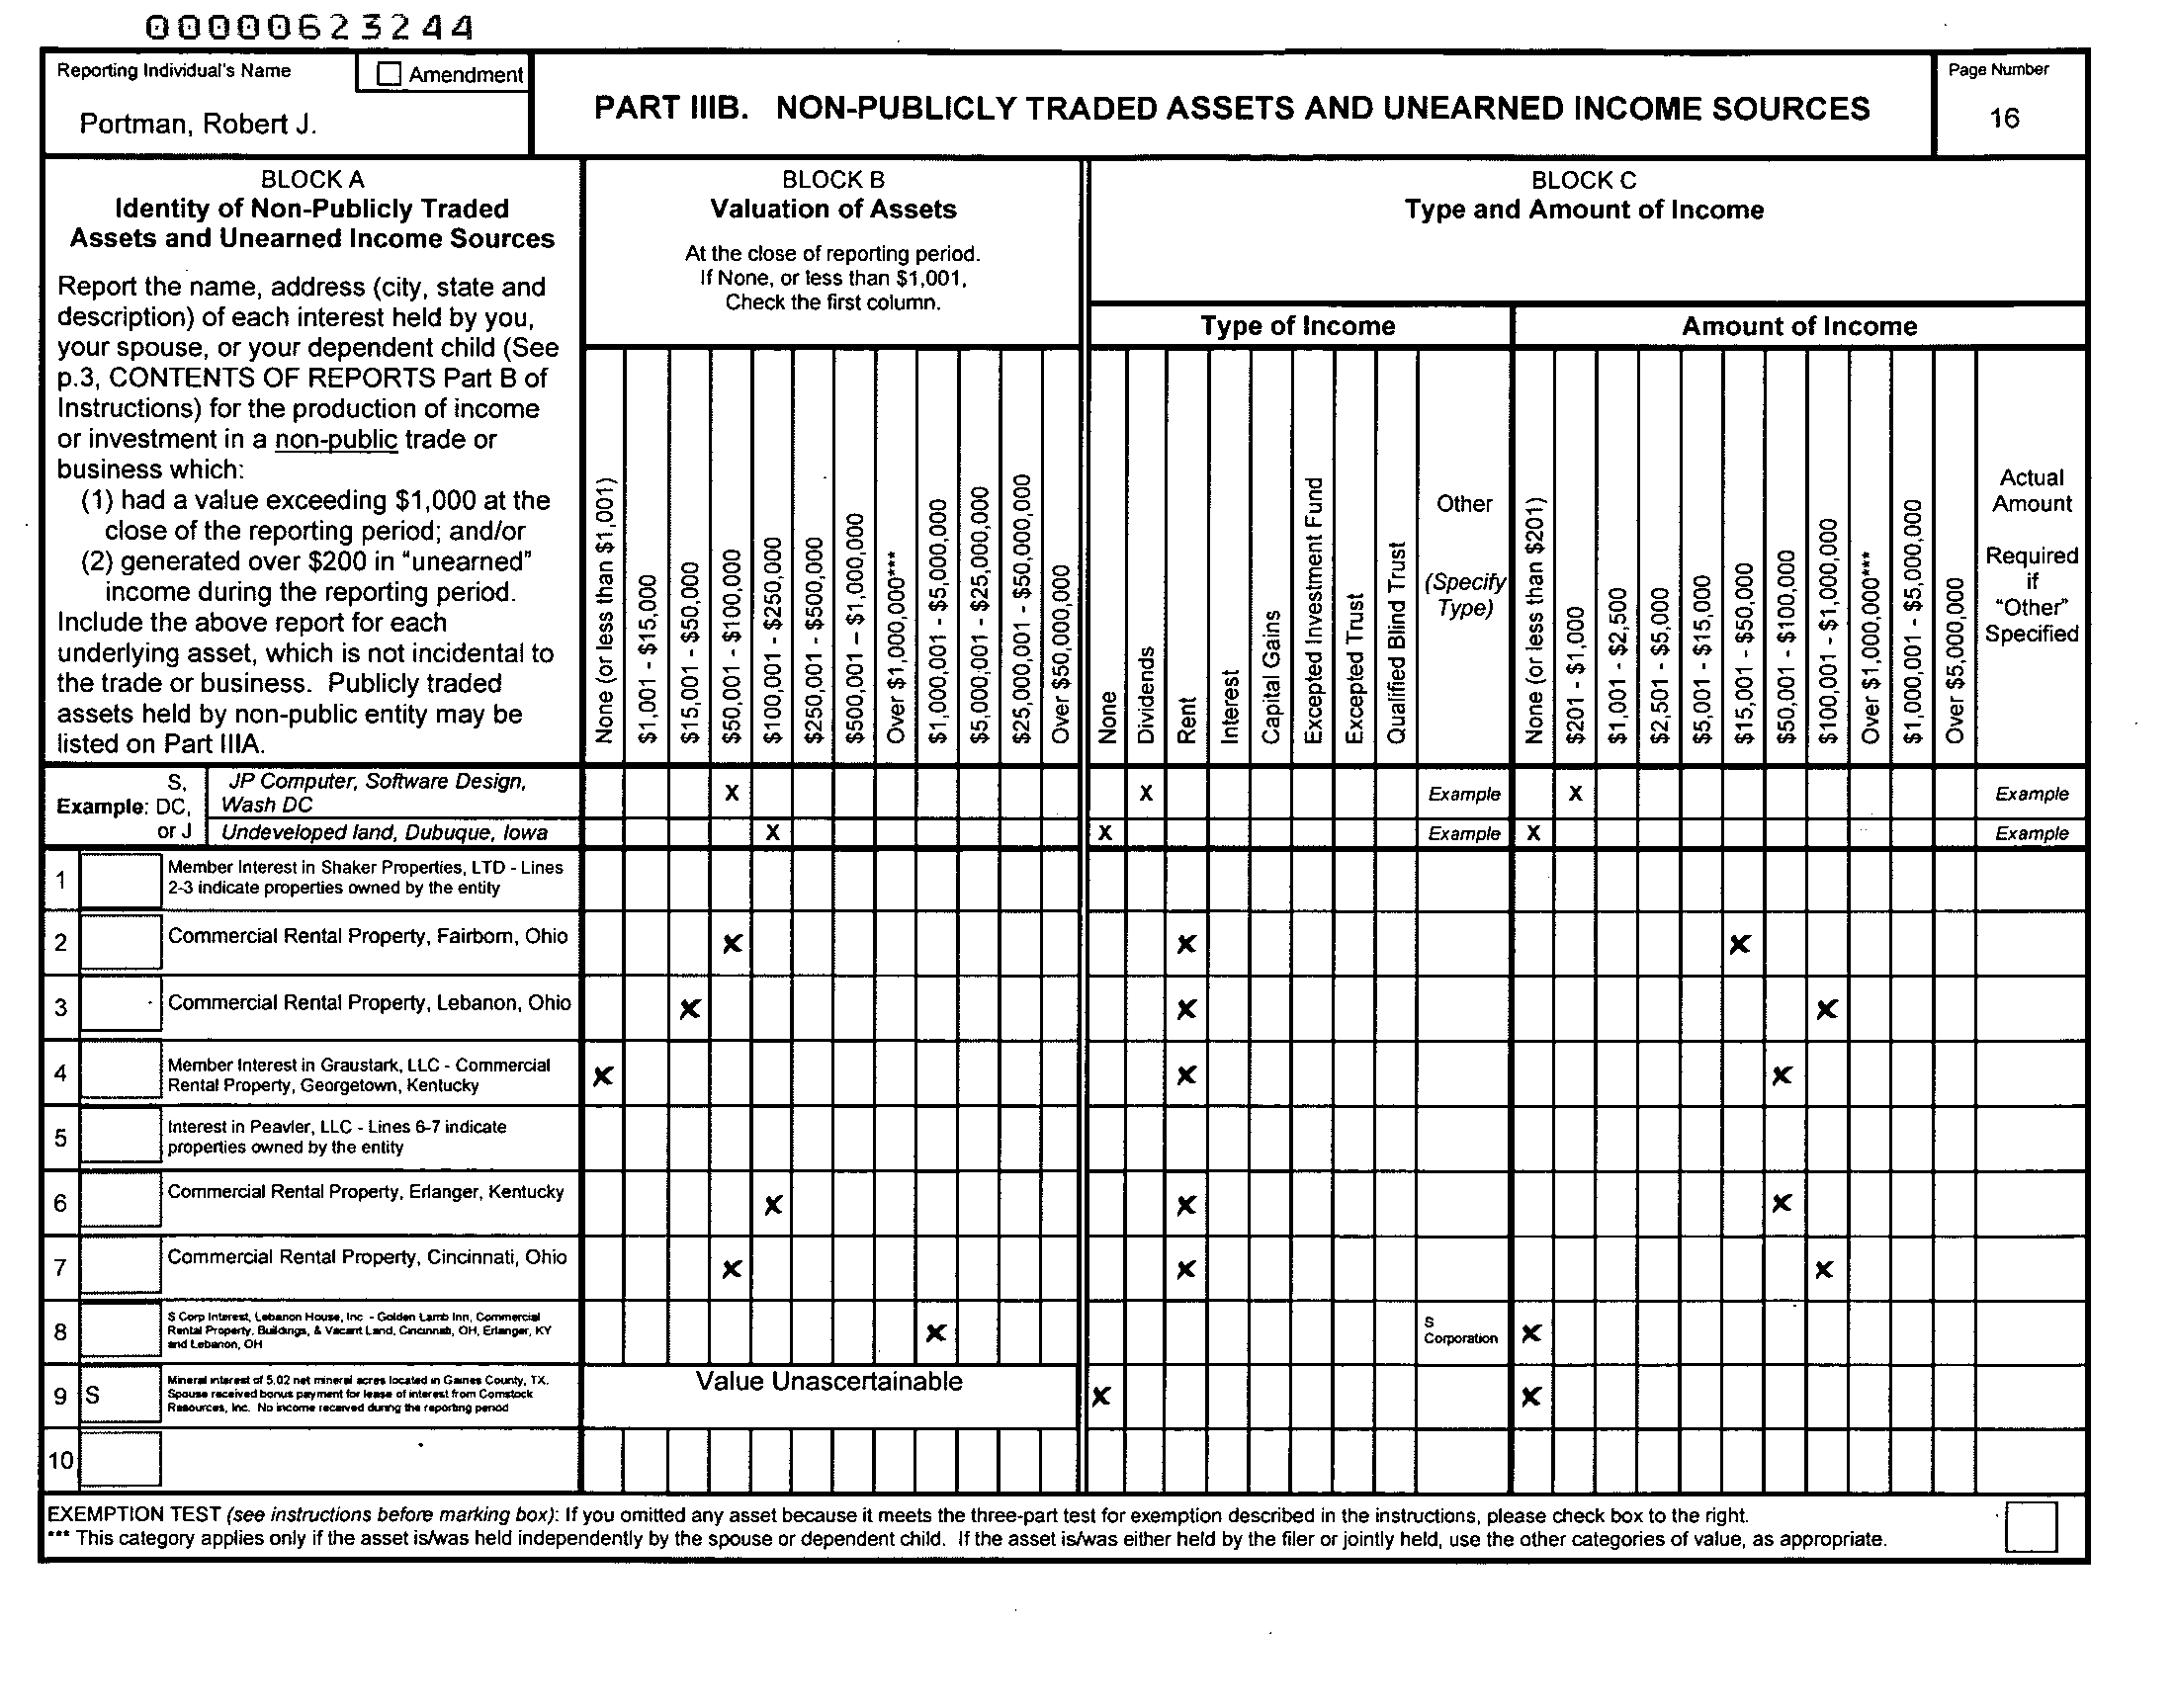 00000623244
Reporting Individual's Name
Amendment
Portman, Robert J.
PART IIIB. NON-PUBLICLY TRADED ASSETS AND UNEARNED INCOME SOURCES
Page Number
16
BLOCK A
Identity of Non-Publicly Traded
Assets and Unearned Income Sources
Report the name, address (city, state and
description) of each interest held by you,
your spouse, or your dependent child (See
p.3, CONTENTS OF REPORTS Part B of
Instructions) for the production of income
or investment in a non-public trade or
business which:
(1) had a value exceeding $1,000 at the
close of the reporting period; and/or
(2) generated over $200 in "unearned"
income during the reporting period.
Include the above report for each
underlying asset, which is not incidental to
the trade or business. Publicly traded
assets held by non-public entity may be
listed on Part IIIA.
BLOCK B
Valuation of Assets
At the close of reporting period.
If None, or less than $1,001,
Check the first column.
None (or less than $1,001)
$1,001 - $15,000
$15,001 - $50,000
$50,001 - $100,000
$100,001 - $250,000
$250,001 - $500,000
$500,001 – $1,000,000
Over $1,000,000***
$1,000,001 - $5,000,000
$5,000,001 - $25,000,000
$25,000,001 - $50,000,000
Over $50,000,000
BLOCK C
Type and Amount of Income
Type of Income
None
Dividends
Rent
Interest
Capital Gains
Excepted Investment Fund
Excepted Trust
Qualified Blind Trust
Other
(Specify
Type)
Amount of Income
None (or less than $201)
$201 - $1,000
$1,001 - $2,500
$2,501 - $5,000
$5,001 - $15,000
$15,001 - $50,000
$50,001 - $100,000
$100,001 - $1,000,000
Over $1,000,000***
$1,000,001 - $5,000,000
Over $5,000,000
Actual
Amount
Required
if
"Other"
Specified
Example:
S,
DC,
or J
JP Computer, Software Design,
Wash DC
X X Example X Example
Undeveloped land, Dubuque, Iowa X X Example X Example
1 Member Interest in Shaker Properties, LTD - Lines
2-3 indicate properties owned by the entity
2 Commercial Rental Property, Fairborn, Ohio X X X
3 Commercial Rental Property, Lebanon, Ohio X X X
4 Member Interest in Graustark, LLC - Commercial
Rental Property, Georgetown, Kentucky X X X
5 Interest in Peavler, LLC - Lines 6-7 indicate
properties owned by the entity
6 Commercial Rental Property, Erlanger, Kentucky X X X
7 Commercial Rental Property, Cincinnati, Ohio X X X
8 S Corp Interest, Lebanon House, Inc - Golden Lamb Inn, Commercial
Rental Property, Buildings, & Vacant Land, Cincinnati, OH, Erlanger, KY
and Lebanon, OH
X
S
Corporation
X
9 S Mineral interest of 5.02 net mineral acres located in Gaines County, TX.
Spouse received bonus payment for lease of interest from Comstock
Resources, Inc. No income received during the reporting period
Value Unascertainable
X X
10
EXEMPTION TEST (see instructions before marking box): If you omitted any asset because it meets the three-part test for exemption described in the instructions, please check box to the right.
*** This category applies only if the asset is/was held independently by the spouse or dependent child. If the asset is/was either held by the filer or jointly held, use the other categories of value, as appropriate.